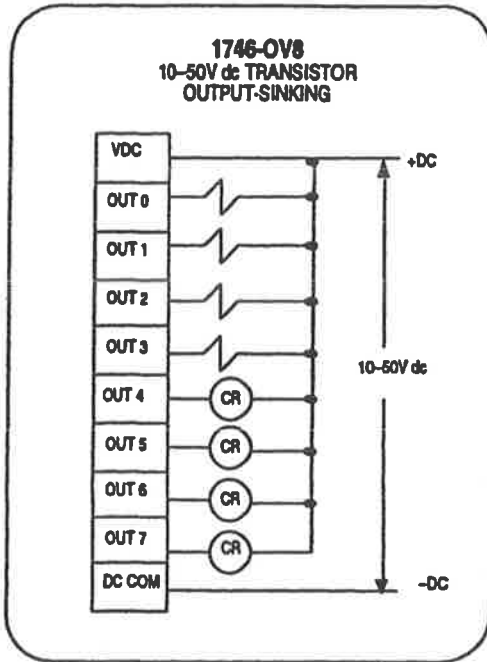 1746-OV8
10–50V dc TRANSISTOR
OUTPUT-SINKING
VDC
+DC
OUT 0
OUT 1
OUT 2
OUT 3
10–50V dc
OUT 4
CR
OUT 5
CR
OUT 6
CR
OUT 7
CR
DC COM
–DC